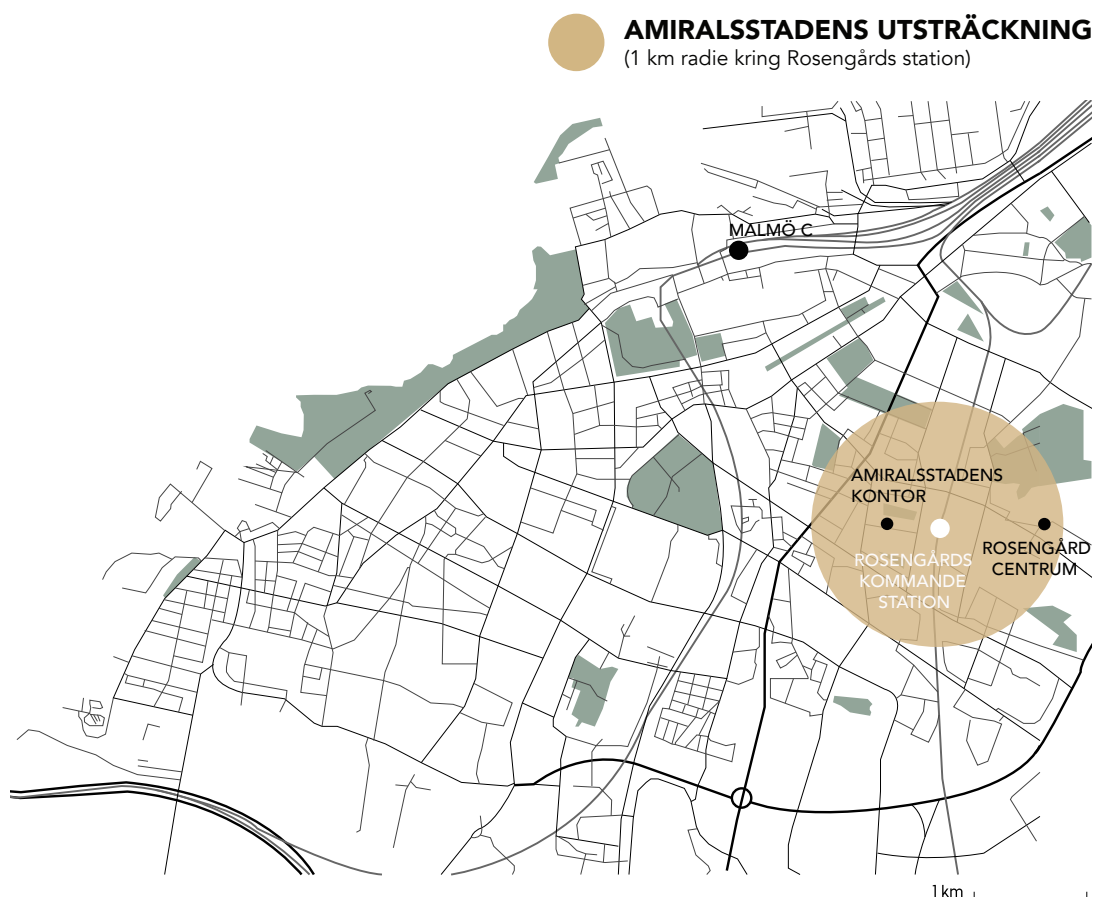 AMIRALSSTADENS UTSTRÄCKNING
(1 km radie kring Rosengårds station)
MALMÖ C
AMIRALSSTADENS
KONTOR
ROSENGÅRD
CENTRUM
ROSENGÅRDS
KOMMANDE
STATION
1 km